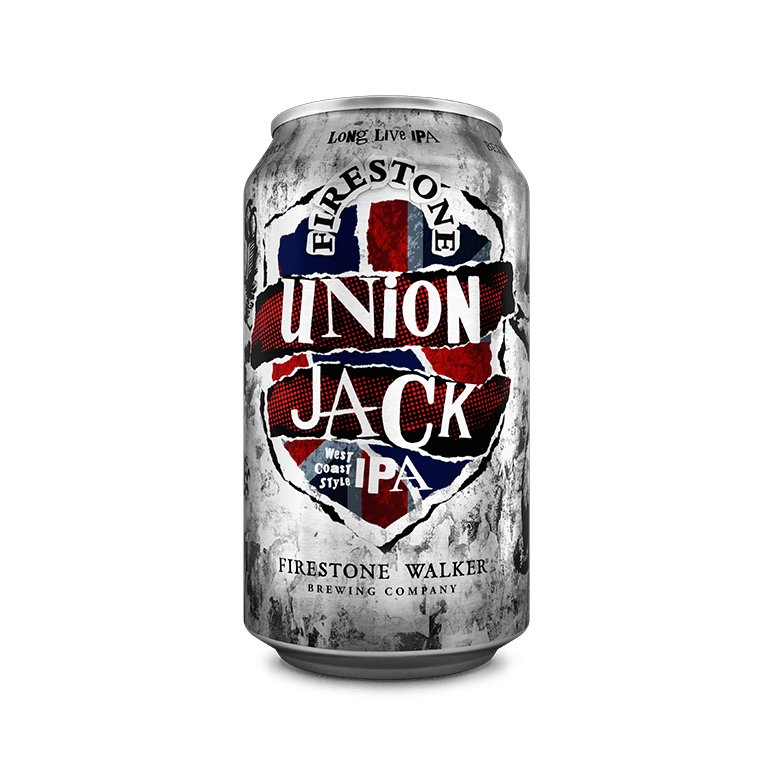 Long Live IPA
FIRESTONE
UNiON
JACK
West
Coast
Style
IPA
FIRESTONE WALKER
BREWING COMPANY